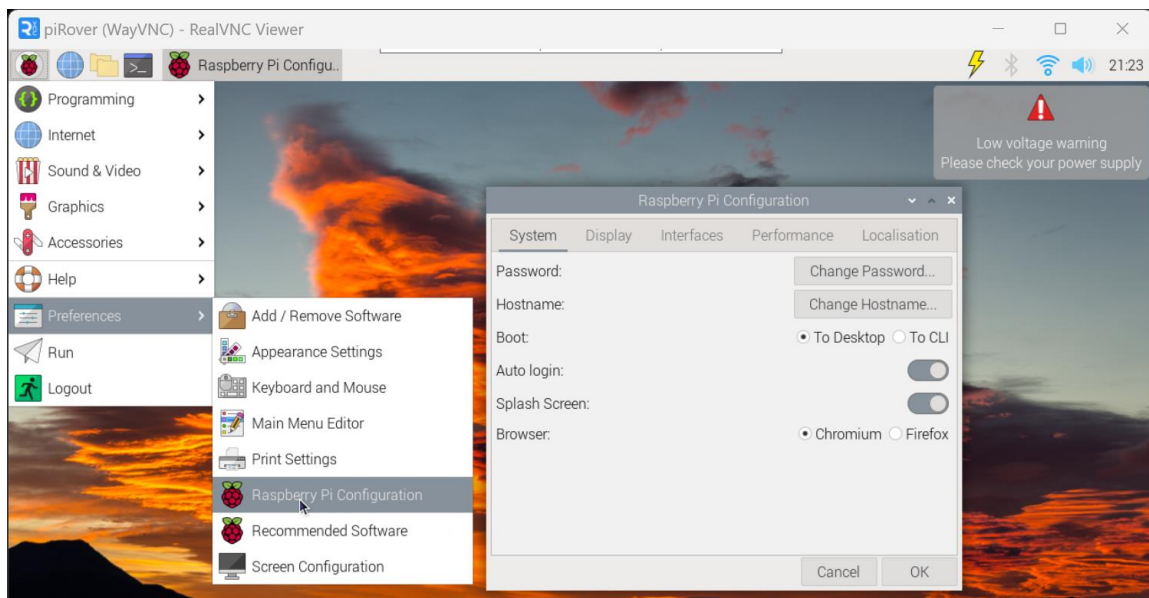 piRover (WayVNC) - RealVNC Viewer
Raspberry Pi Configu..
21:23
Programming
Internet
Sound & Video
Graphics
Accessories
Help
Preferences
Run
Logout
Add / Remove Software
Appearance Settings
Keyboard and Mouse
Main Menu Editor
Print Settings
Raspberry Pi Configuration
Recommended Software
Screen Configuration
Low voltage warning
Please check your power supply
Raspberry Pi Configuration
System Display Interfaces Performance Localisation
Password: Change Password...
Hostname: Change Hostname...
Boot: To Desktop To CLI
Auto login:
Splash Screen:
Browser: Chromium Firefox
Cancel OK